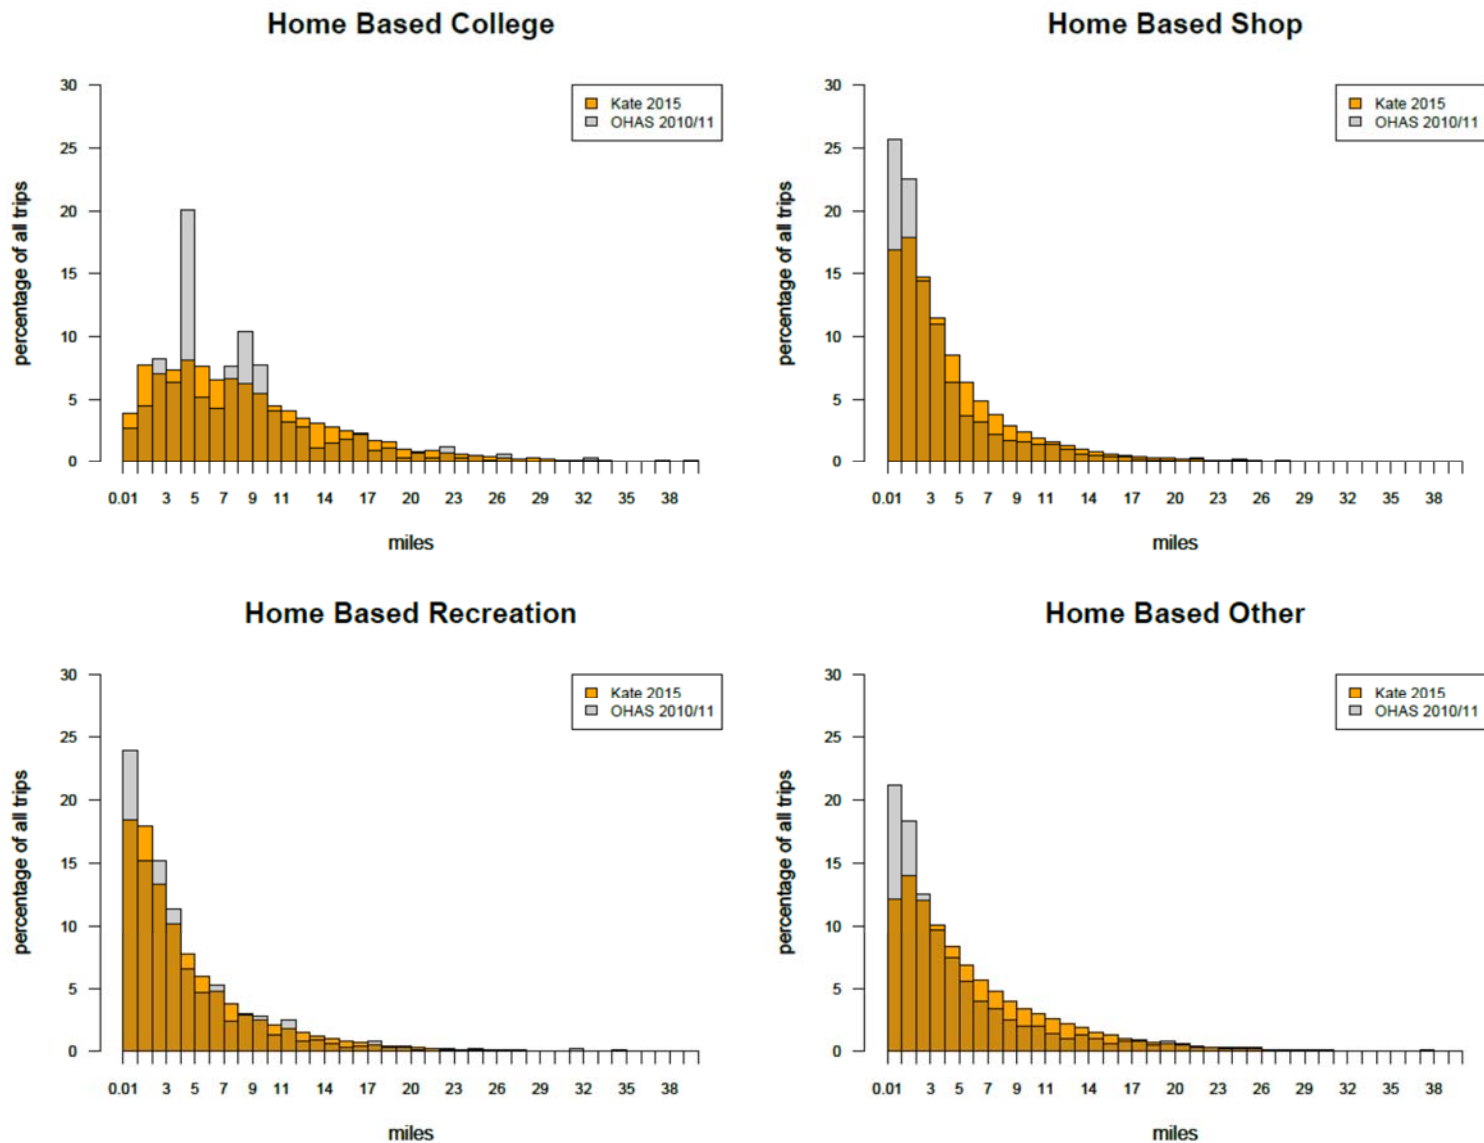 Home Based College
30
25
20
15
10
5
0
percentage of all trips
Kate 2015
OHAS 2010/11
0.01 3 5 7 9 11 14 17 20 23 26 29 32 35 38
miles
Home Based Shop
30
25
20
15
10
5
0
percentage of all trips
Kate 2015
OHAS 2010/11
0.01 3 5 7 9 11 14 17 20 23 26 29 32 35 38
miles
Home Based Recreation
30
25
20
15
10
5
0
percentage of all trips
Kate 2015
OHAS 2010/11
0.01 3 5 7 9 11 14 17 20 23 26 29 32 35 38
miles
Home Based Other
30
25
20
15
10
5
0
percentage of all trips
Kate 2015
OHAS 2010/11
0.01 3 5 7 9 11 14 17 20 23 26 29 32 35 38
miles